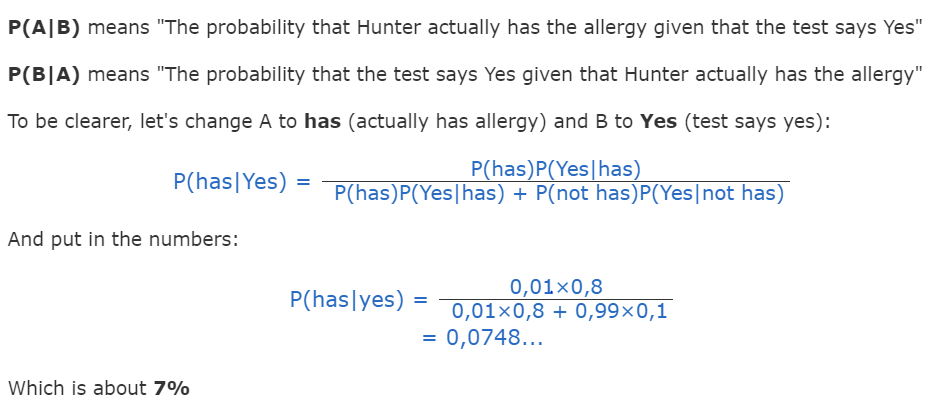 P(A|B) means "The probability that Hunter actually has the allergy given that the test says Yes"
P(B|A) means "The probability that the test says Yes given that Hunter actually has the allergy"
To be clearer, let's change A to has (actually has allergy) and B to Yes (test says yes):
P(has)P(Yes|has)
P(has|Yes) =
P(has)P(Yes|has) + P(not has)P(Yes|not has)
And put in the numbers:
0,01×0,8
P(has|yes) =
0,01×0,8 + 0,99×0,1
= 0,0748...
Which is about 7%